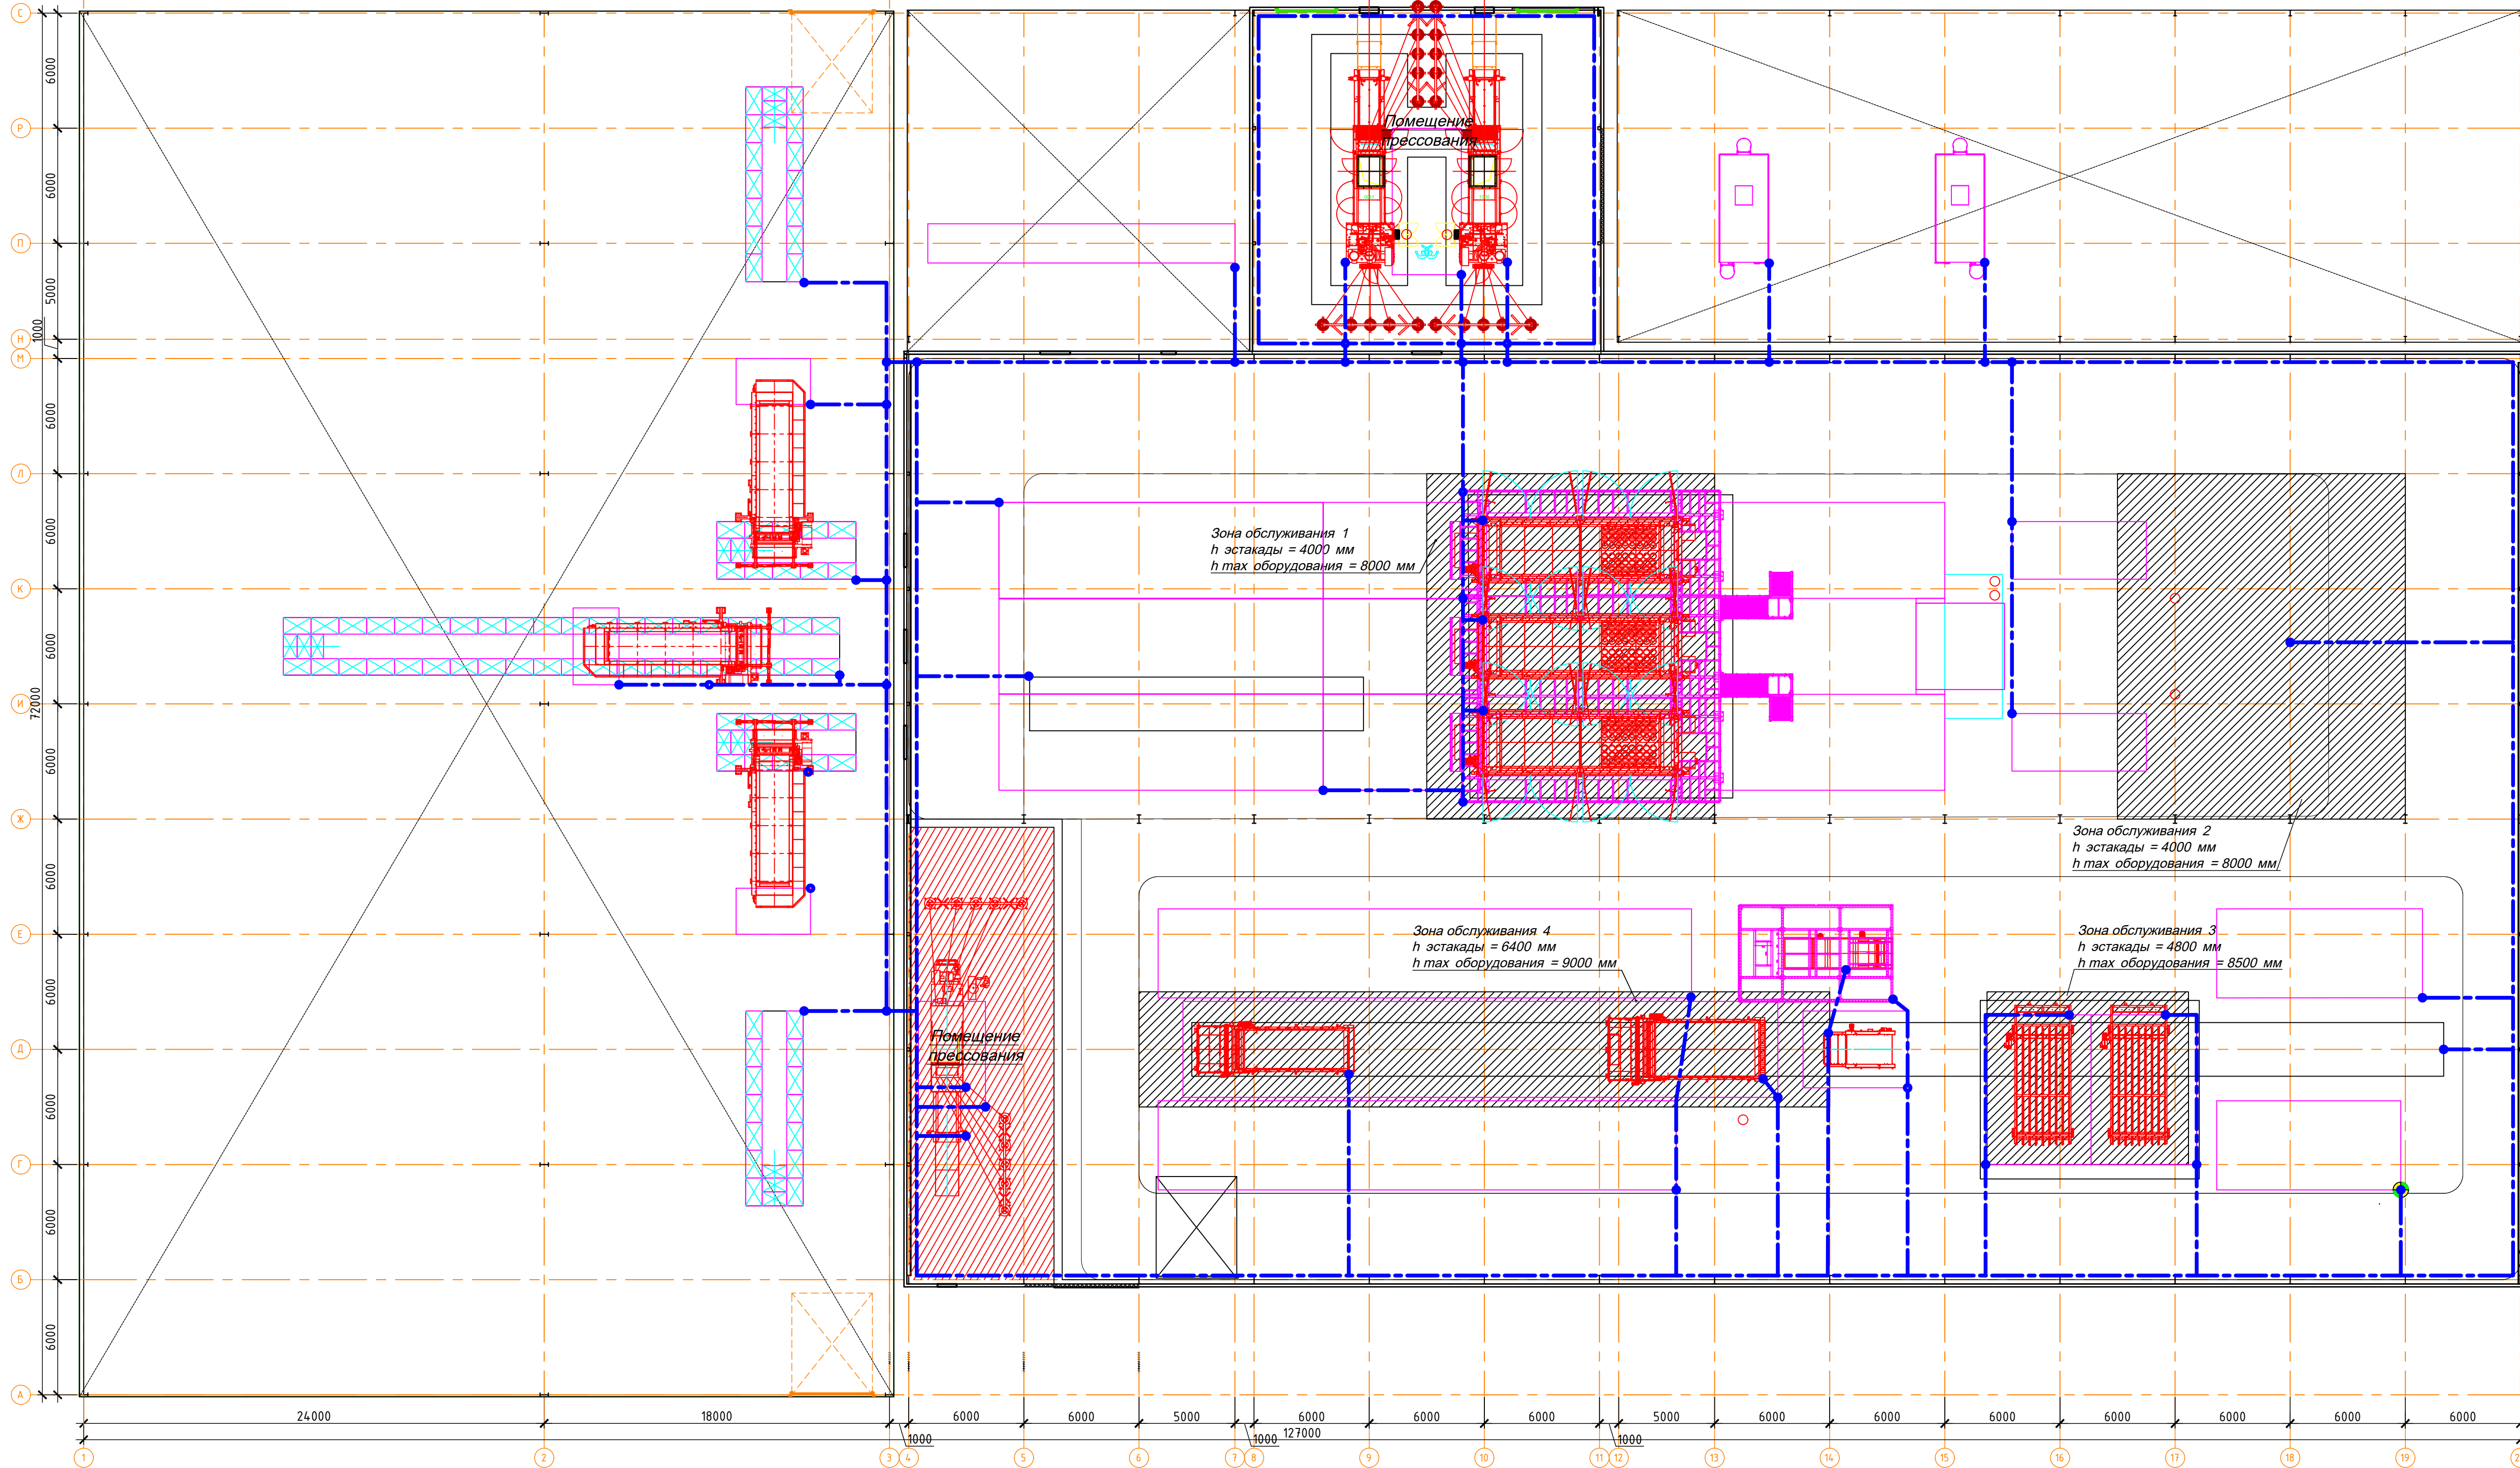 С
Р
П
Н
М
Л
К
И
Ж
Е
Д
Г
Б
А
6000
6000
5000
1000
6000
6000
6000
72000
6000
6000
6000
6000
6000
6000
Помещение
прессования
Зона обслуживания 1
h эстакады = 4000 мм
h max оборудования = 8000 мм
Зона обслуживания 2
h эстакады = 4000 мм
h max оборудования = 8000 мм
Зона обслуживания 4
h эстакады = 6400 мм
h max оборудования = 9000 мм
Зона обслуживания 3
h эстакады = 4800 мм
h max оборудования = 8500 мм
Помещение
прессования
24000 18000 6000 6000 5000 6000 6000 6000 5000 6000 6000 6000 6000 6000 6000 6000
1000 1000 127000 1000
1 2 3 4 5 6 7 8 9 10 11 12 13 14 15 16 17 18 19